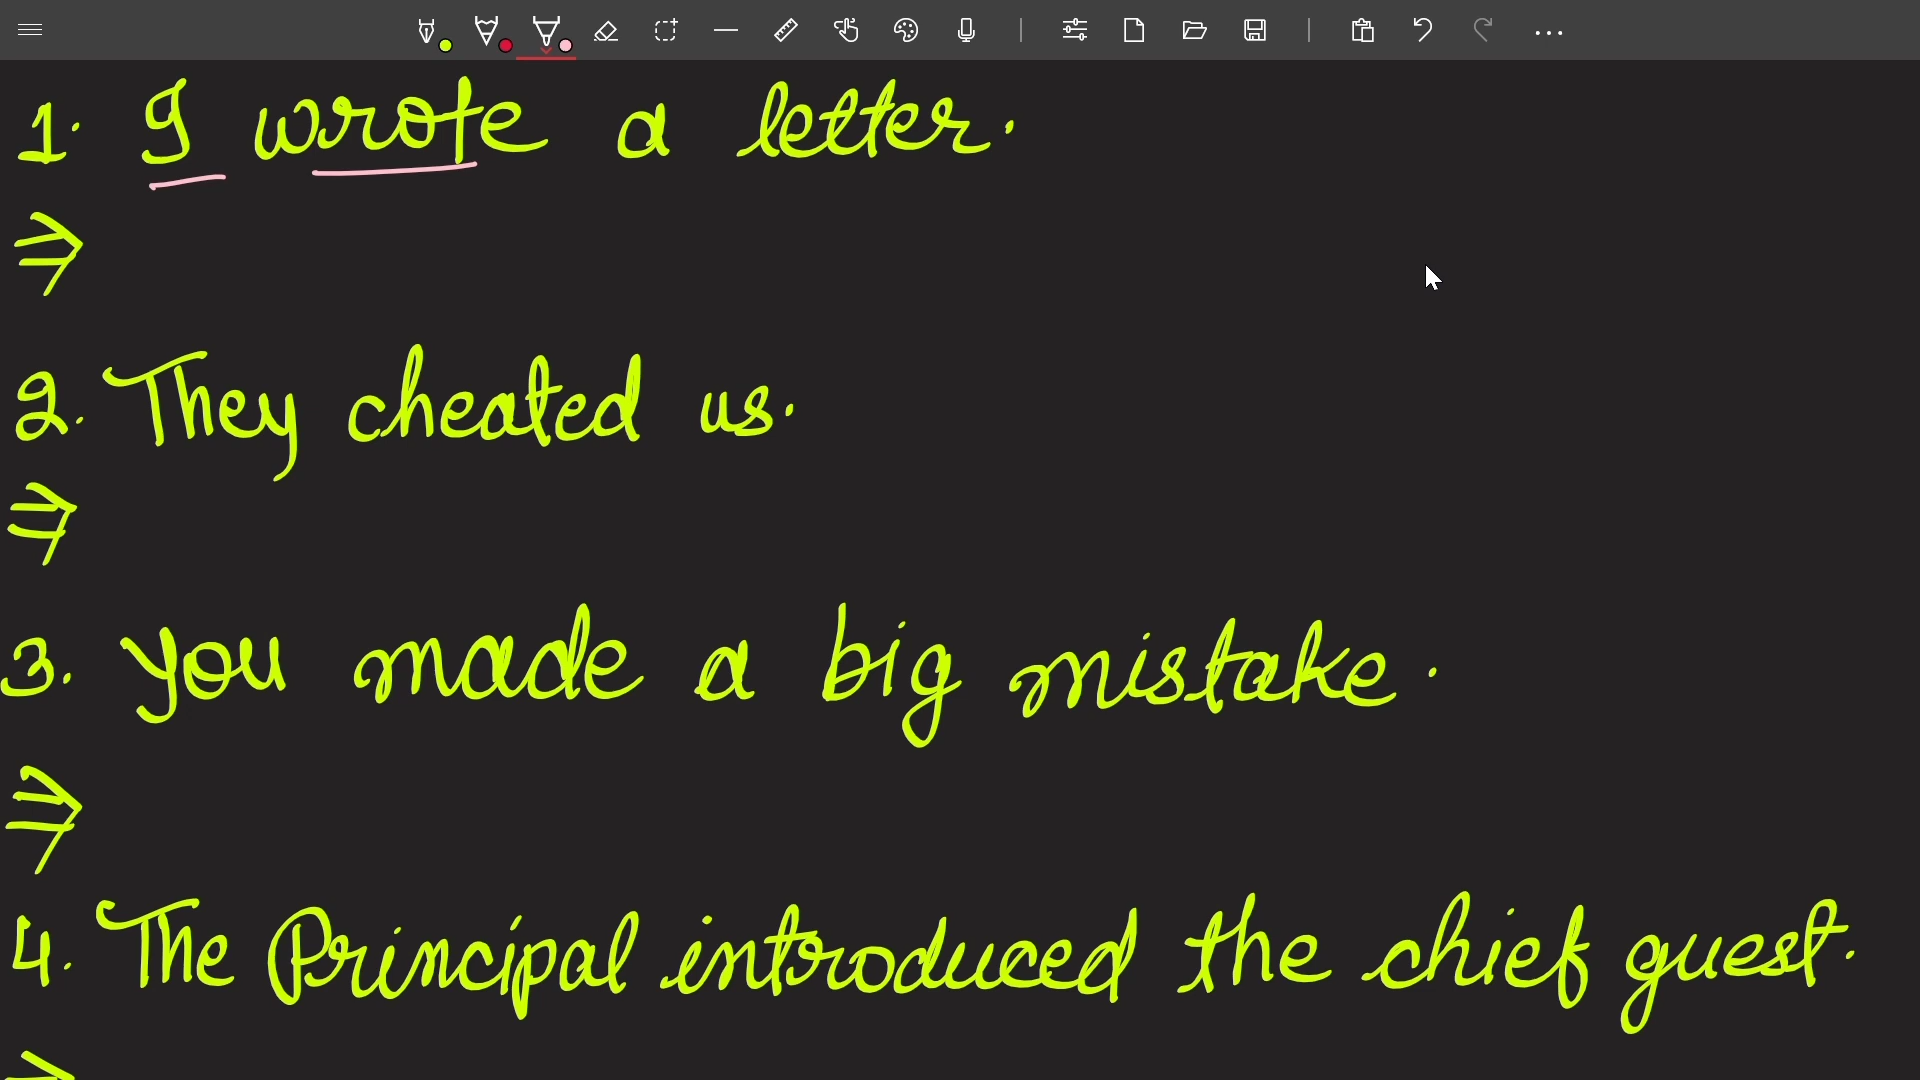 1. I wrote a letter.
⇒
2. They cheated us.
⇒
3. You made a big mistake.
⇒
4. The Principal introduced the chief guest.
⇒